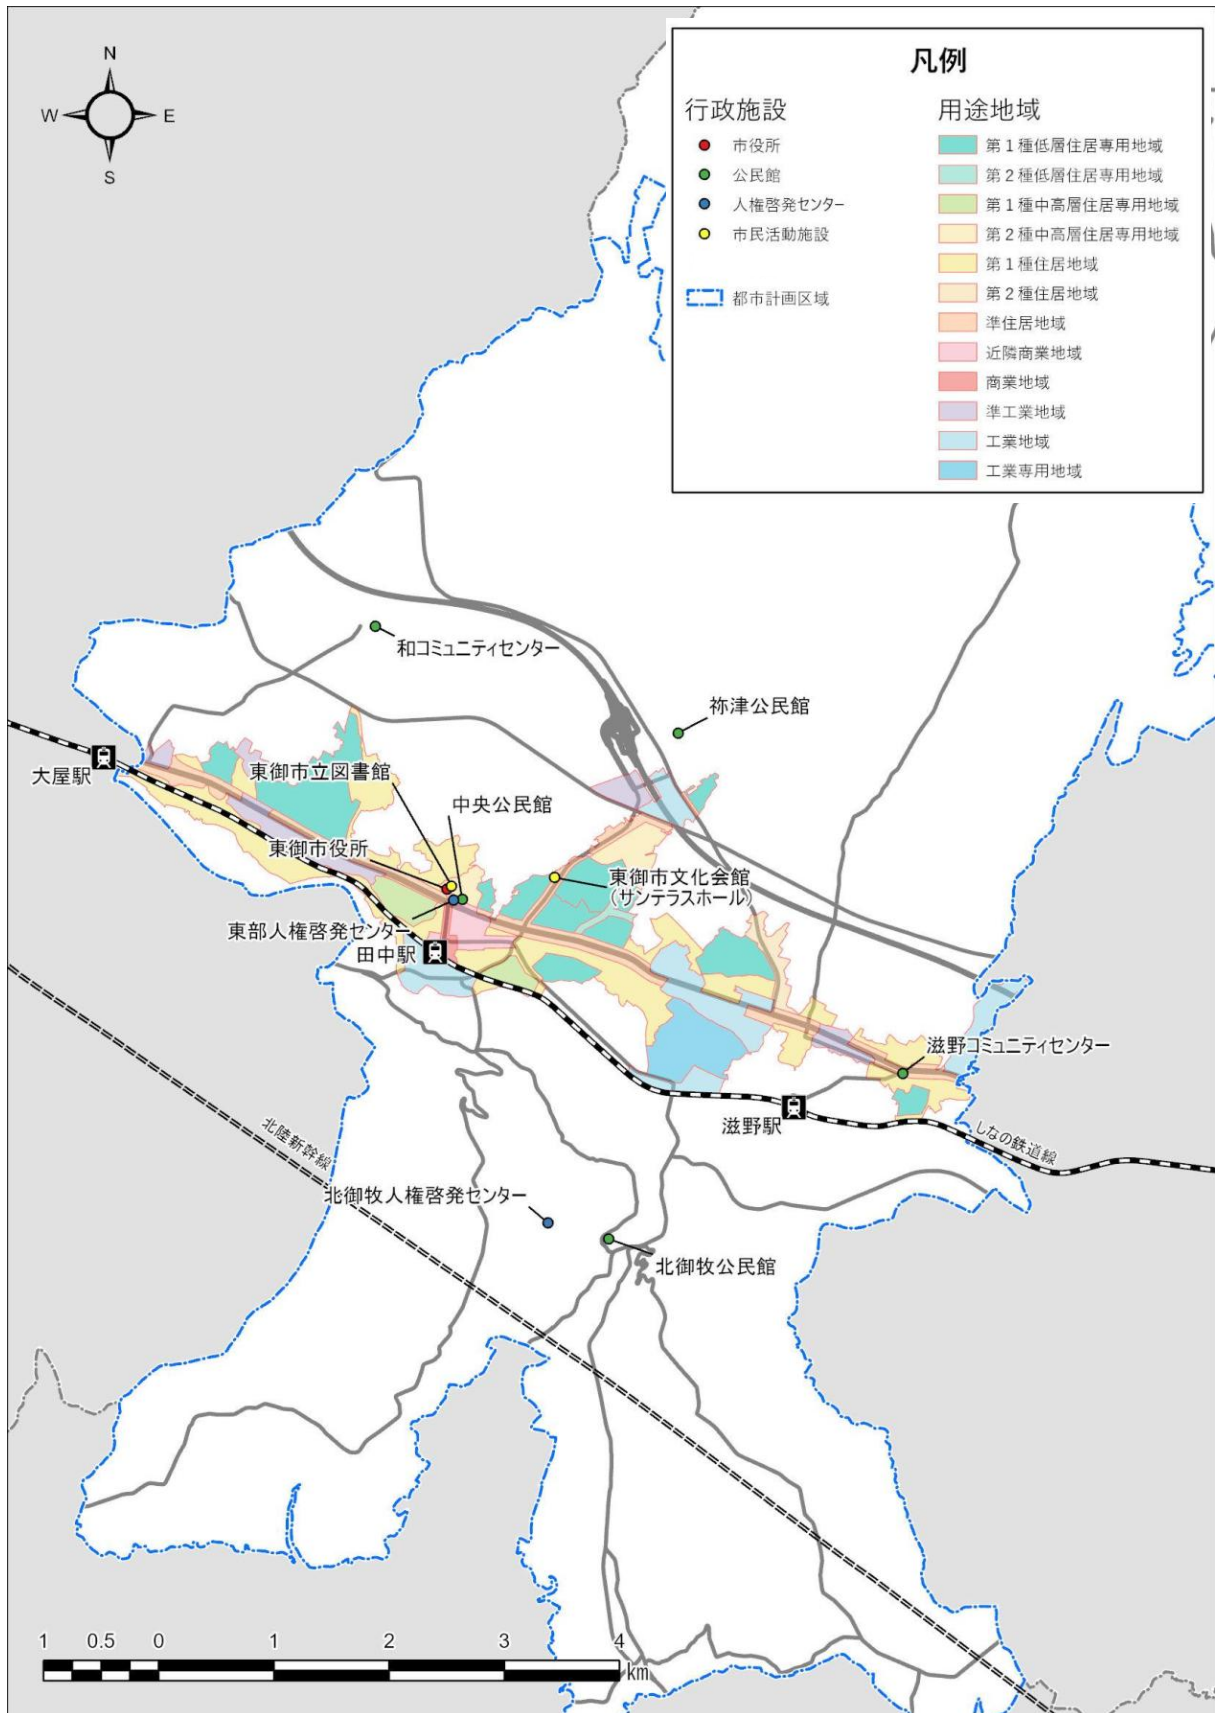 凡例
N
W
E
S
行政施設
市役所
公民館
人権啓発センター
市民活動施設
都市計画区域
用途地域
第1種低層住居専用地域
第2種低層住居専用地域
第1種中高層住居専用地域
第2種中高層住居専用地域
第1種住居地域
第2種住居地域
準住居地域
近隣商業地域
商業地域
準工業地域
工業地域
工業専用地域
和コミュニティセンター
祢津公民館
大屋駅
東御市立図書館
中央公民館
東御市役所
東御市文化会館
(サンテラスホール)
東部人権啓発センター
田中駅
滋野コミュニティセンター
滋野駅
しなの鉄道線
北陸新幹線
北御牧人権啓発センター
北御牧公民館
1 0.5 0 1 2 3 4
km